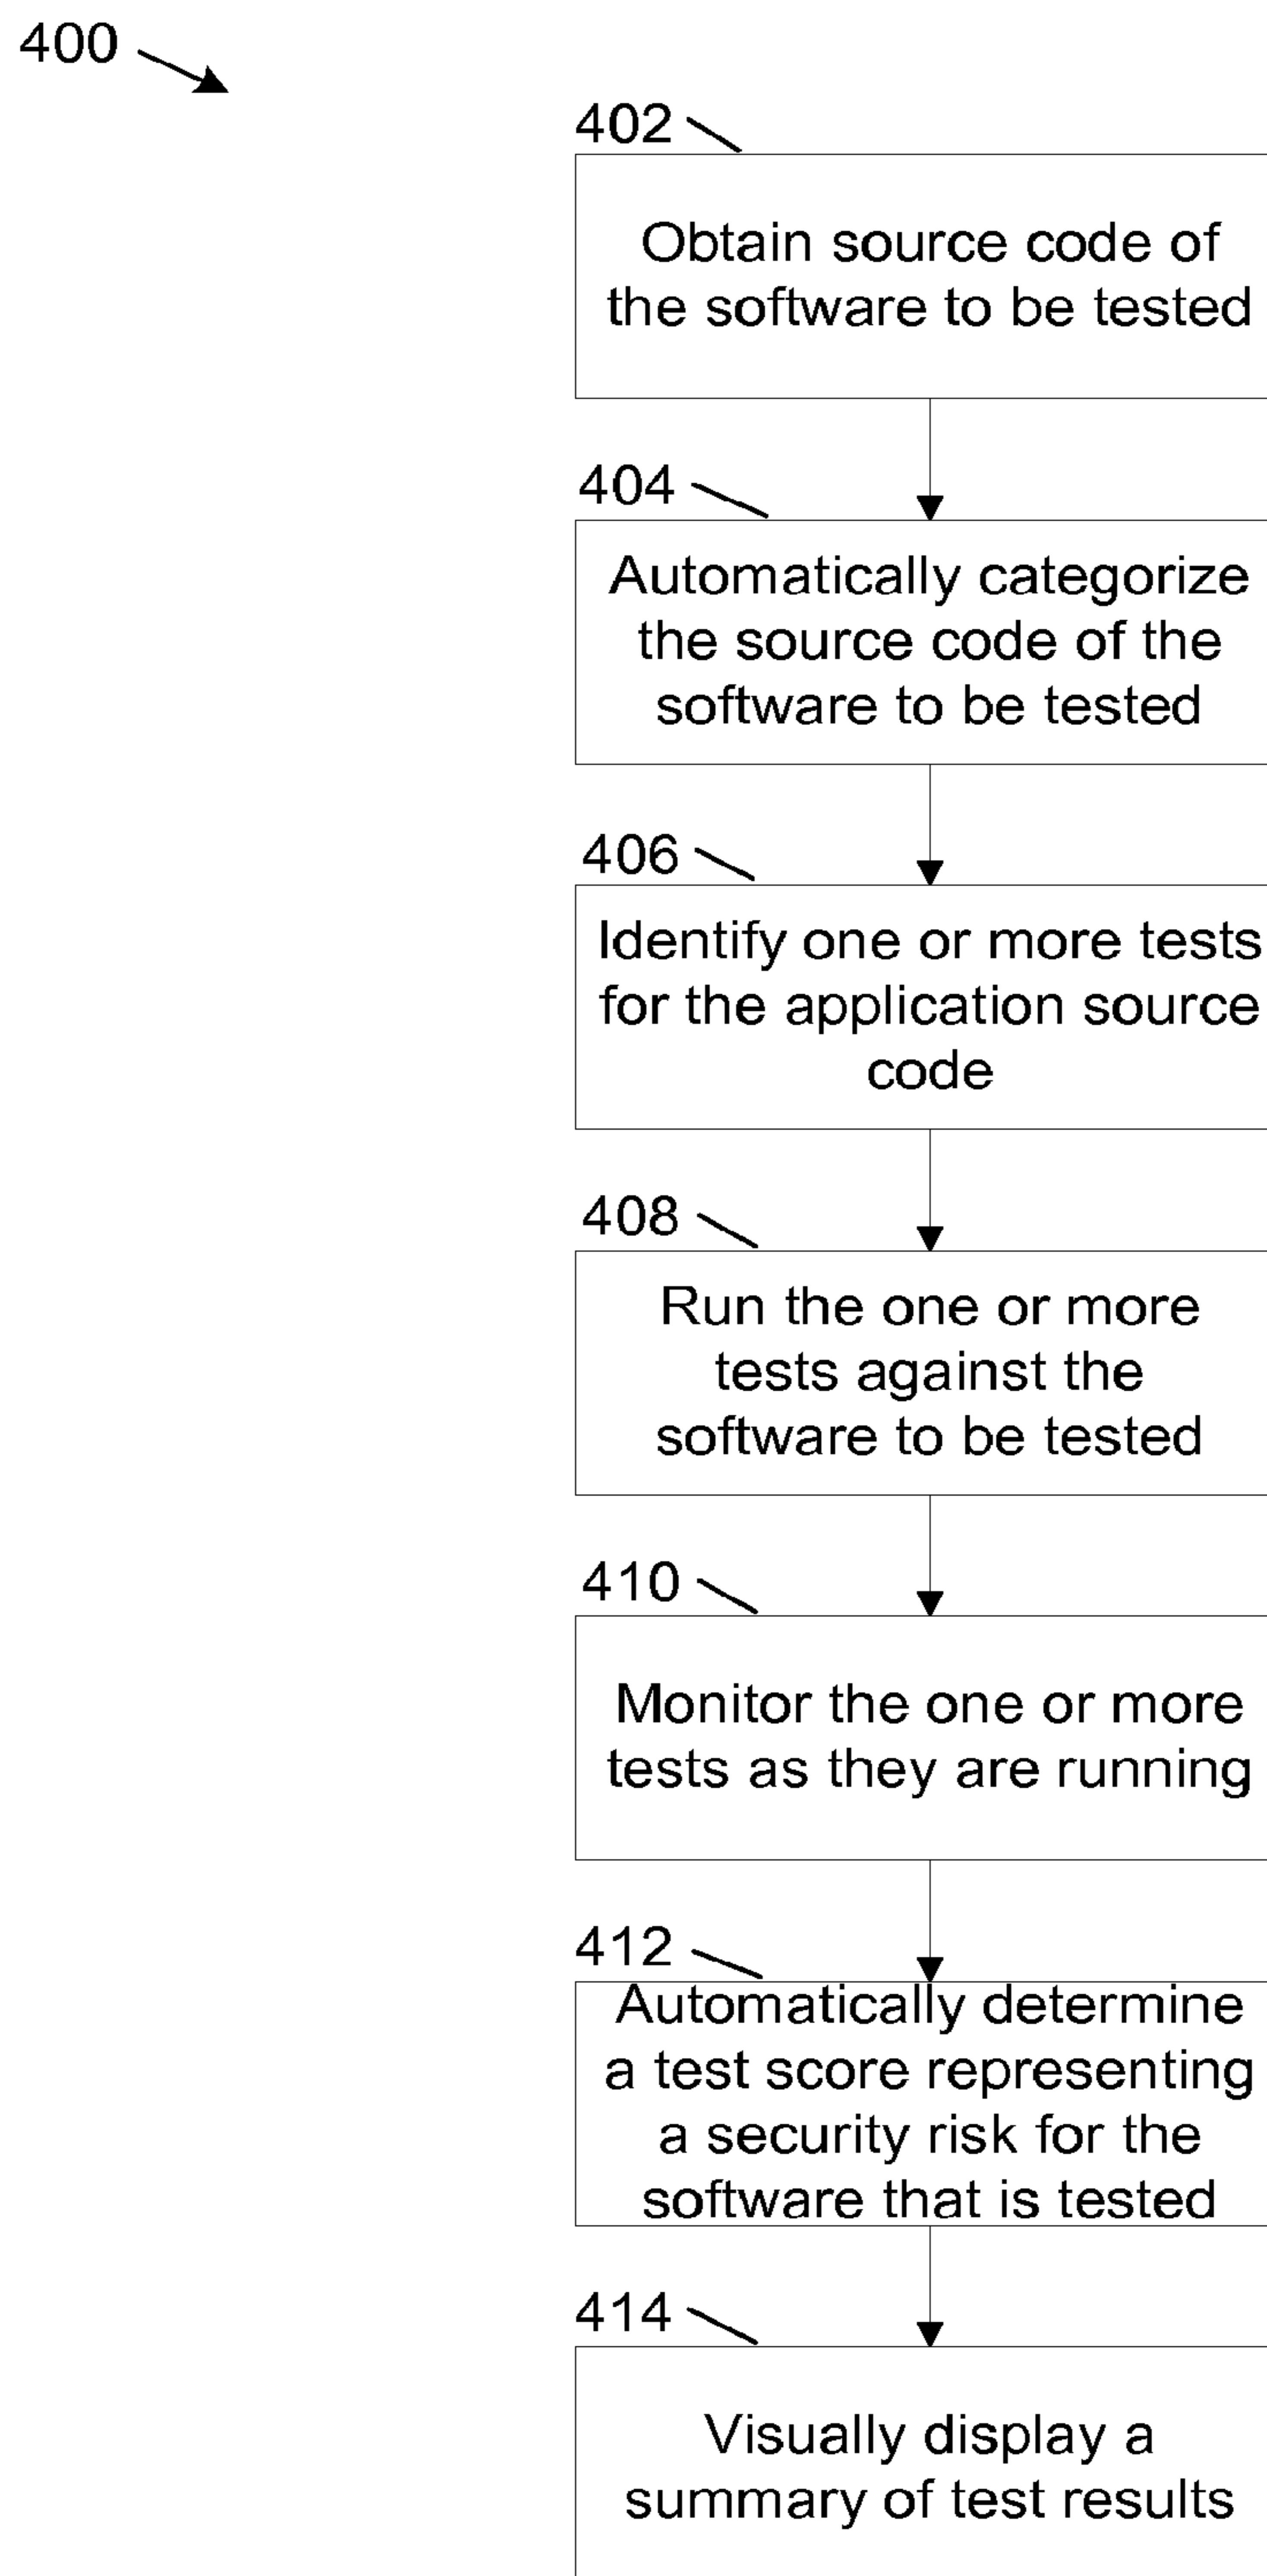 400
402
Obtain source code of
the software to be tested
404
Automatically categorize
the source code of the
software to be tested
406
Identify one or more tests
for the application source
code
408
Run the one or more
tests against the
software to be tested
410
Monitor the one or more
tests as they are running
412
Automatically determine
a test score representing
a security risk for the
software that is tested
414
Visually display a
summary of test results